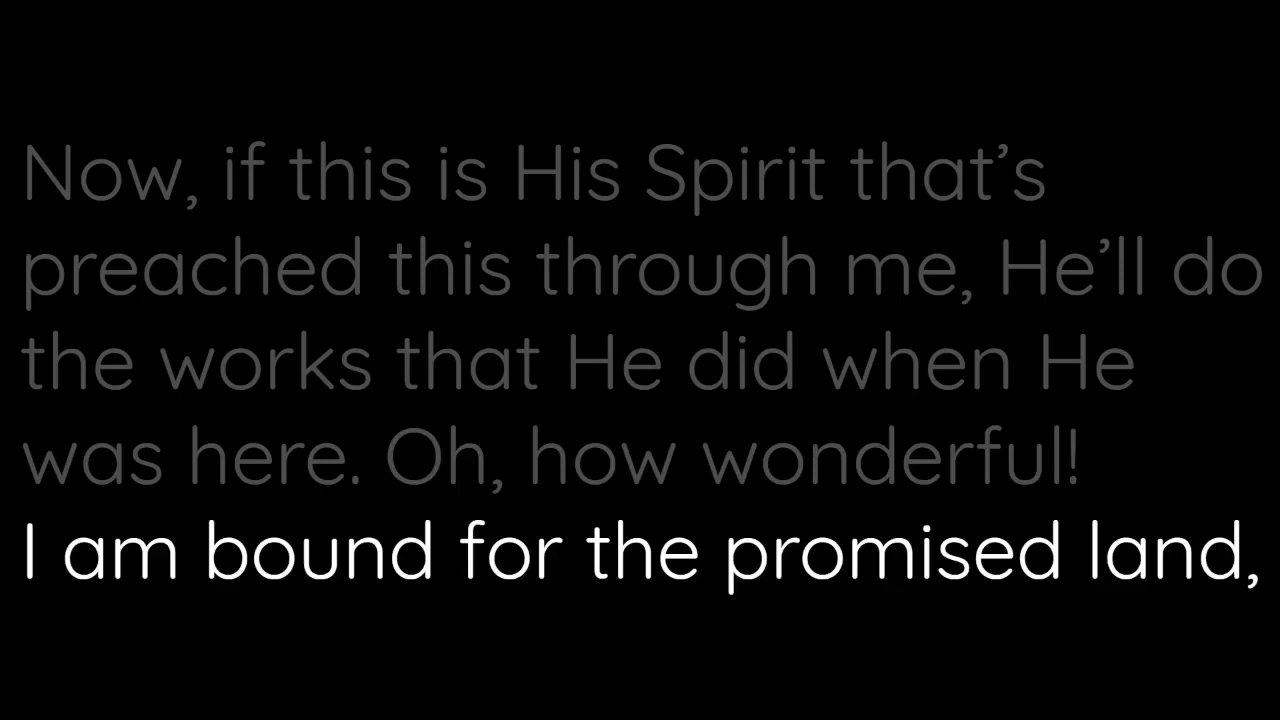 Now, if this is His Spirit that’s
preached this through me, He’ll do
the works that He did when He
was here. Oh, how wonderful!
I am bound for the promised land,